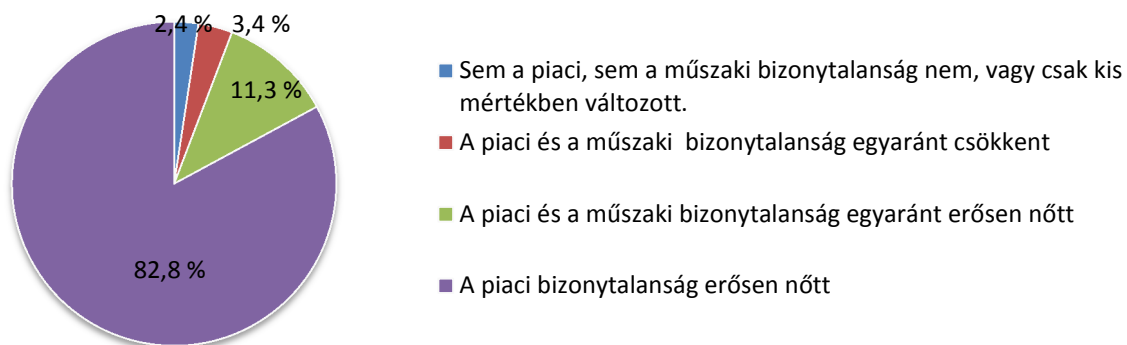 2,4 %
3,4 %
11,3 %
82,8 %
Sem a piaci, sem a műszaki bizonytalanság nem, vagy csak kis
mértékben változott.
A piaci és a műszaki bizonytalanság egyaránt csökkent
A piaci és a műszaki bizonytalanság egyaránt erősen nőtt
A piaci bizonytalanság erősen nőtt